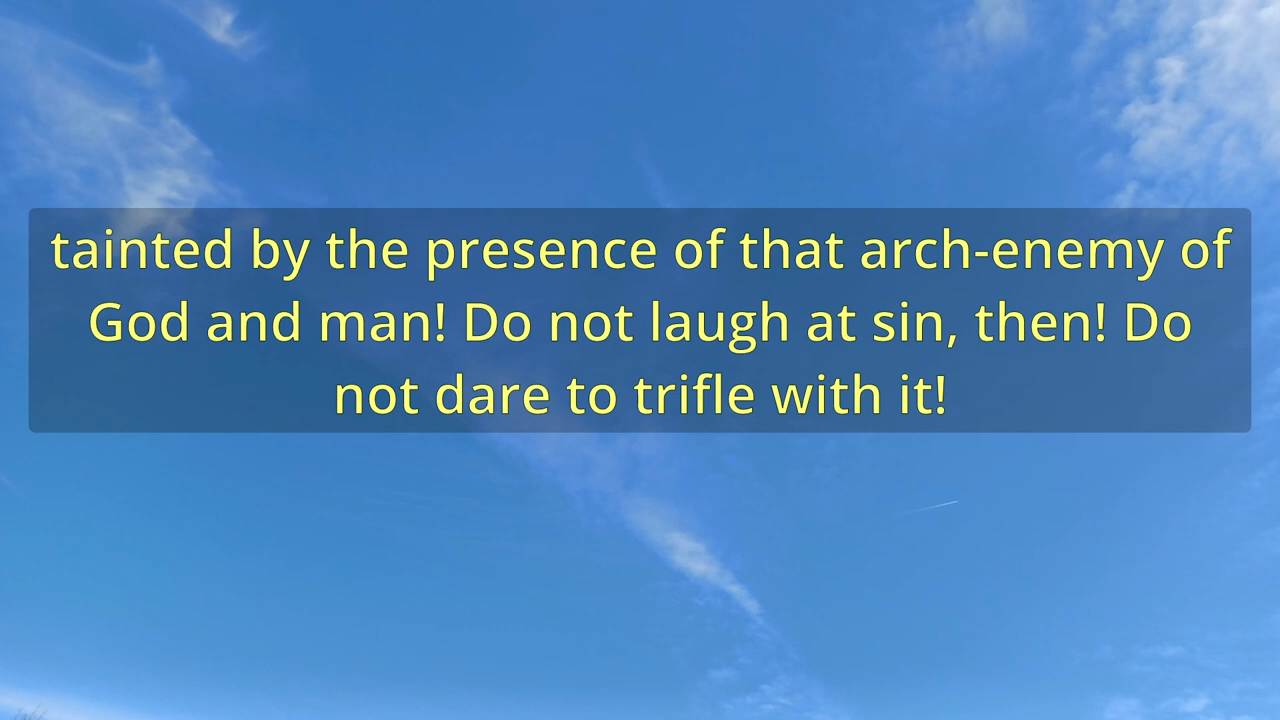 tainted by the presence of that arch-enemy of
God and man! Do not laugh at sin, then! Do
not dare to trifle with it!